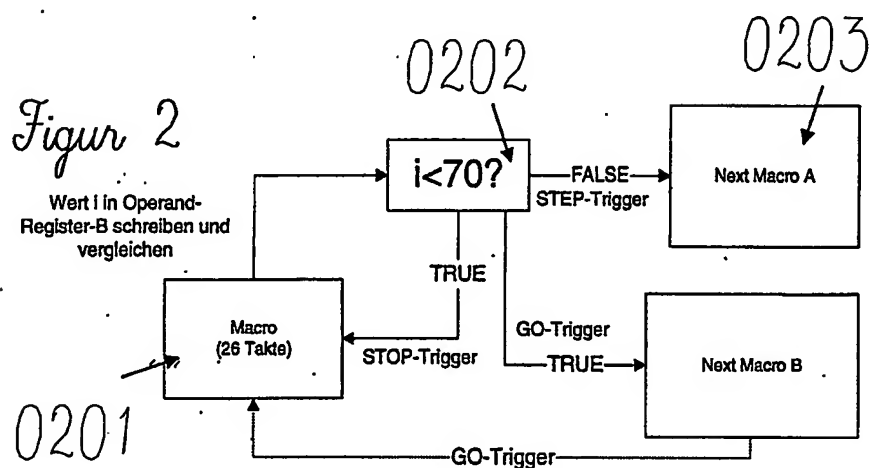 0202
0203
Figur 2
i<70?
FALSE
STEP-Trigger
Next Macro A
Wert i in Operand-
Register-B schreiben und
vergleichen
TRUE
Macro
(26 Takte)
STOP-Trigger
GO-Trigger
TRUE
Next Macro B
0201
GO-Trigger